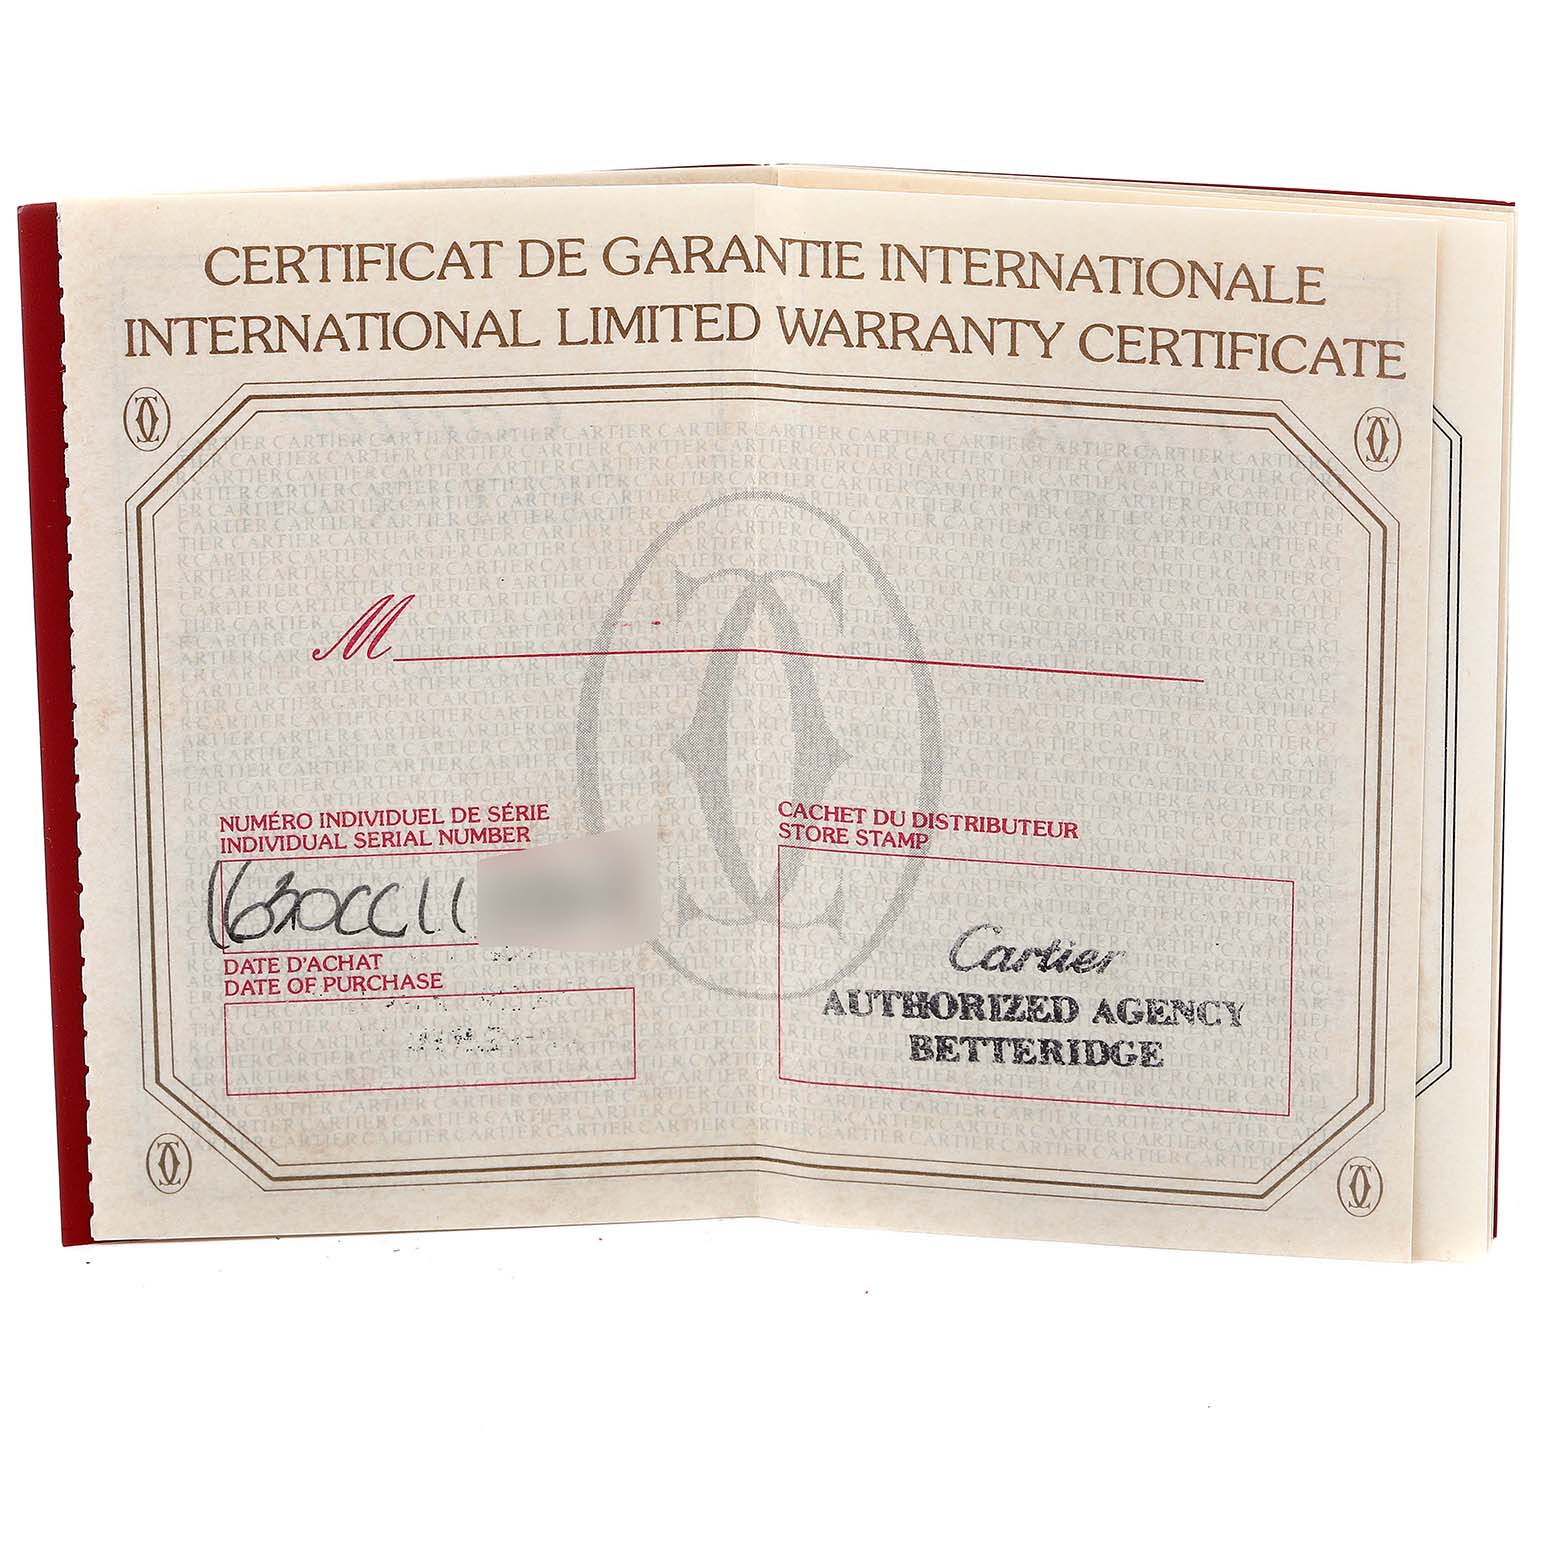 CERTIFICAT DE GARANTIE INTERNATIONALE
INTERNATIONAL LIMITED WARRANTY CERTIFICATE
M
NUMÉRO INDIVIDUEL DE SÉRIE
INDIVIDUAL SERIAL NUMBER
1630CC11
DATE D'ACHAT
DATE OF PURCHASE
CACHET DU DISTRIBUTEUR
STORE STAMP
Cartier
AUTHORIZED AGENCY
BETTERIDGE